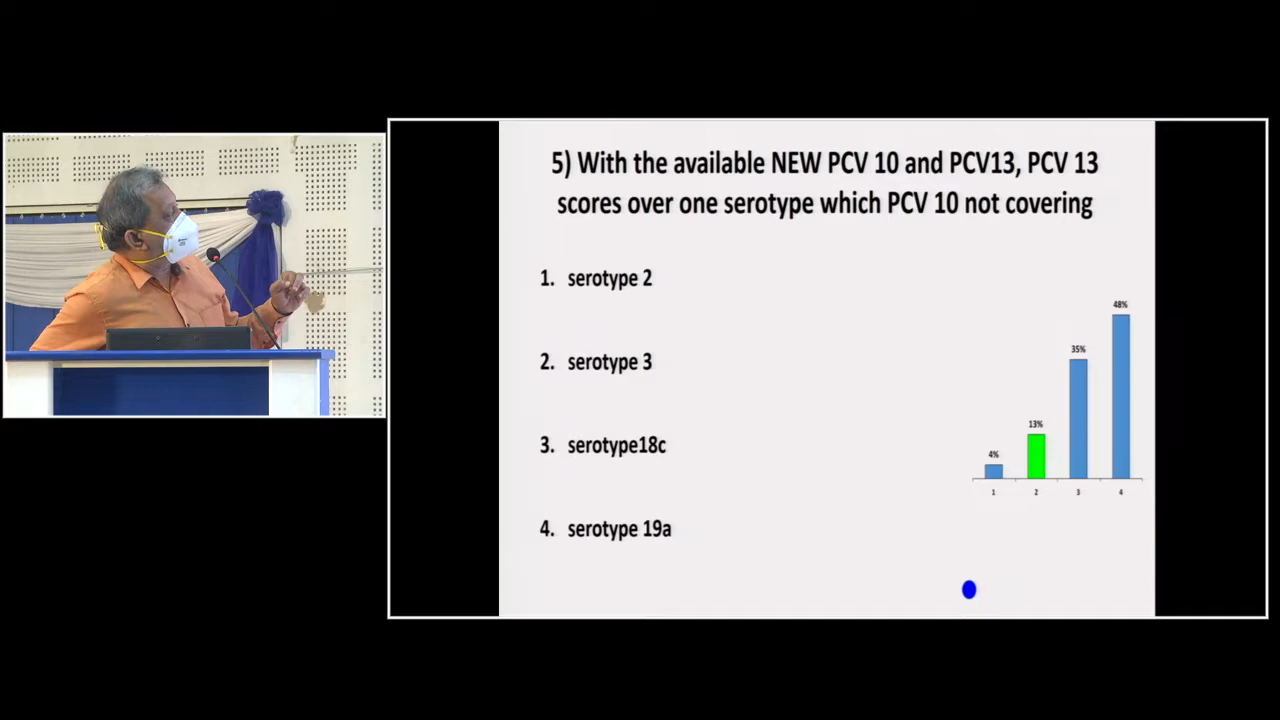 5) With the available NEW PCV 10 and PCV13, PCV 13
scores over one serotype which PCV 10 not covering
1. serotype 2
2. serotype 3
3. serotype18c
4. serotype 19a
48%
35%
13%
4%
1 2 3 4